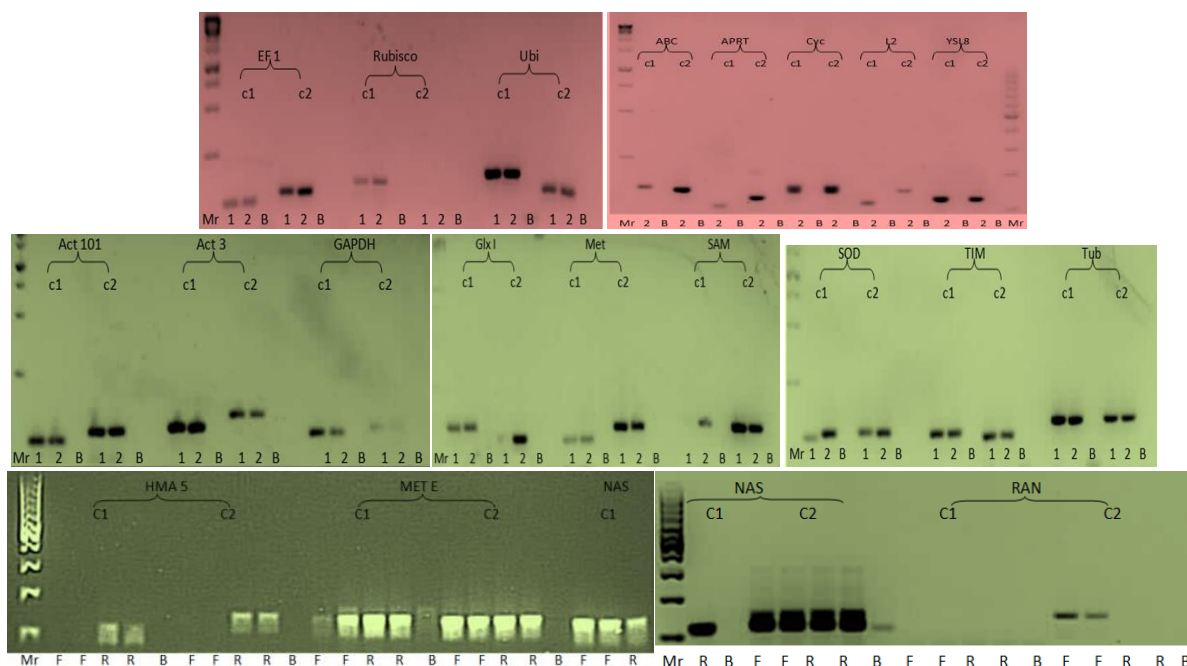 EF 1 Rubisco Ubi
c1 c2 c1 c2 c1 c2
Mr 1 2 B 1 2 B 1 2 B 1 2 B 1 2 B 1 2 B
ABC APRT Cyc L2 YSL8
c1 c2 c1 c2 c1 c2 c1 c2 c1 c2
Mr 2 B 2 B 2 B 2 B 2 B 2 B 2 B 2 B 2 B 2 B Mr
Act 101 Act 3 GAPDH
c1 c2 c1 c2 c1 c2
Mr 1 2 B 1 2 B 1 2 B 1 2 B 1 2 B 1 2 B
Glx I Met SAM
c1 c2 c1 c2 c1 c2
1 2 B 1 2 B 1 2 B 1 2 B 1 2 B 1 2 B
SOD TIM Tub
c1 c2 c1 c2 c1 c2
Mr 1 2 B 1 2 B 1 2 B 1 2 B 1 2 B 1 2 B
HMA 5 MET E NAS
C1 C2 C1 C2 C1
Mr F F R R B F F R R B F F R R B F F R R B F F R
NAS RAN
C1 C2 C1 C2
Mr R B F F R R B F F R R B F F R R R